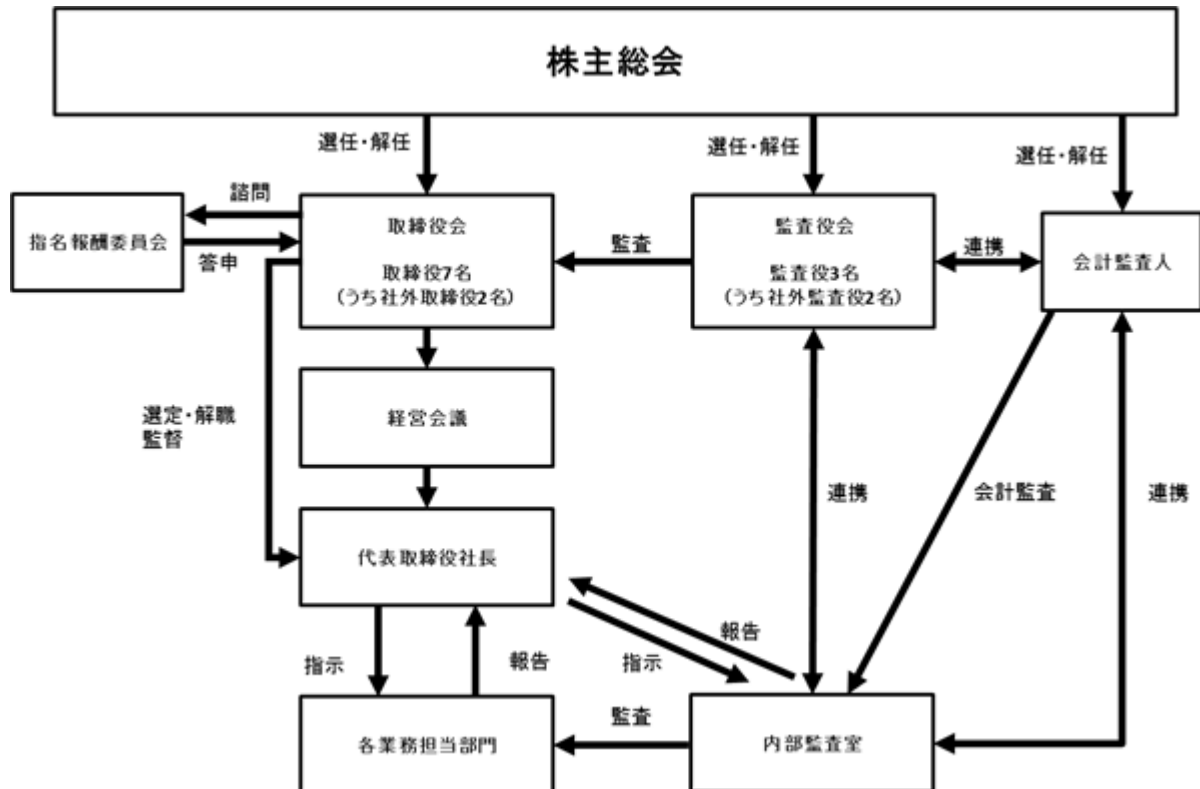 株主総会
選任・解任
選任・解任
選任・解任
諮問
指名報酬委員会
答申
取締役会
取締役7名
(うち社外取締役2名)
監査
監査役会
監査役3名
(うち社外監査役2名)
連携
会計監査人
選定・解職
監督
経営会議
連携
会計監査
連携
代表取締役社長
指示
報告
報告
指示
各業務担当部門
監査
内部監査室